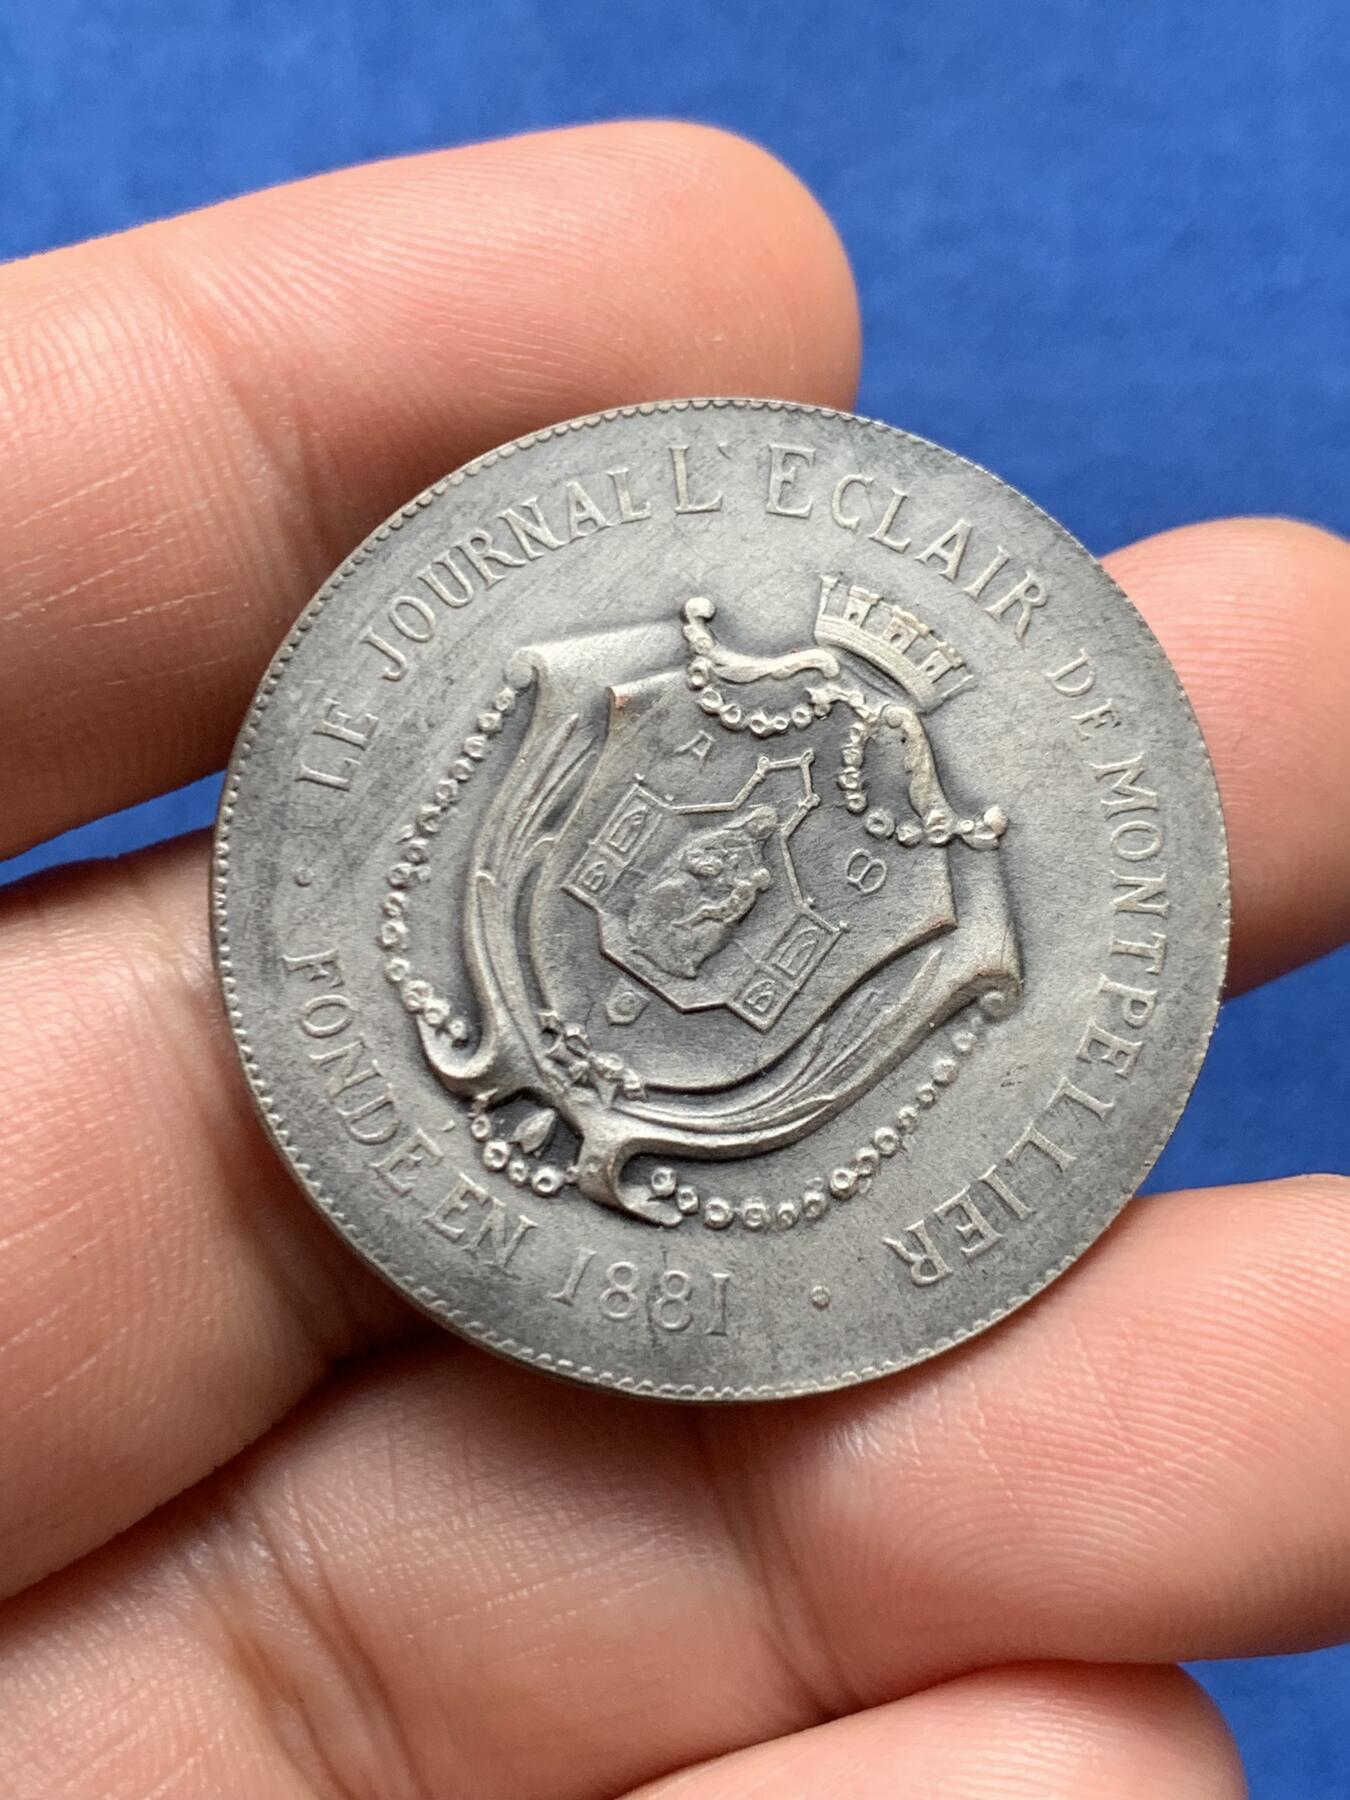 LE JOURNAL L'ECLAIR DE MONTPELLIER
FONDÉ EN 1881
A